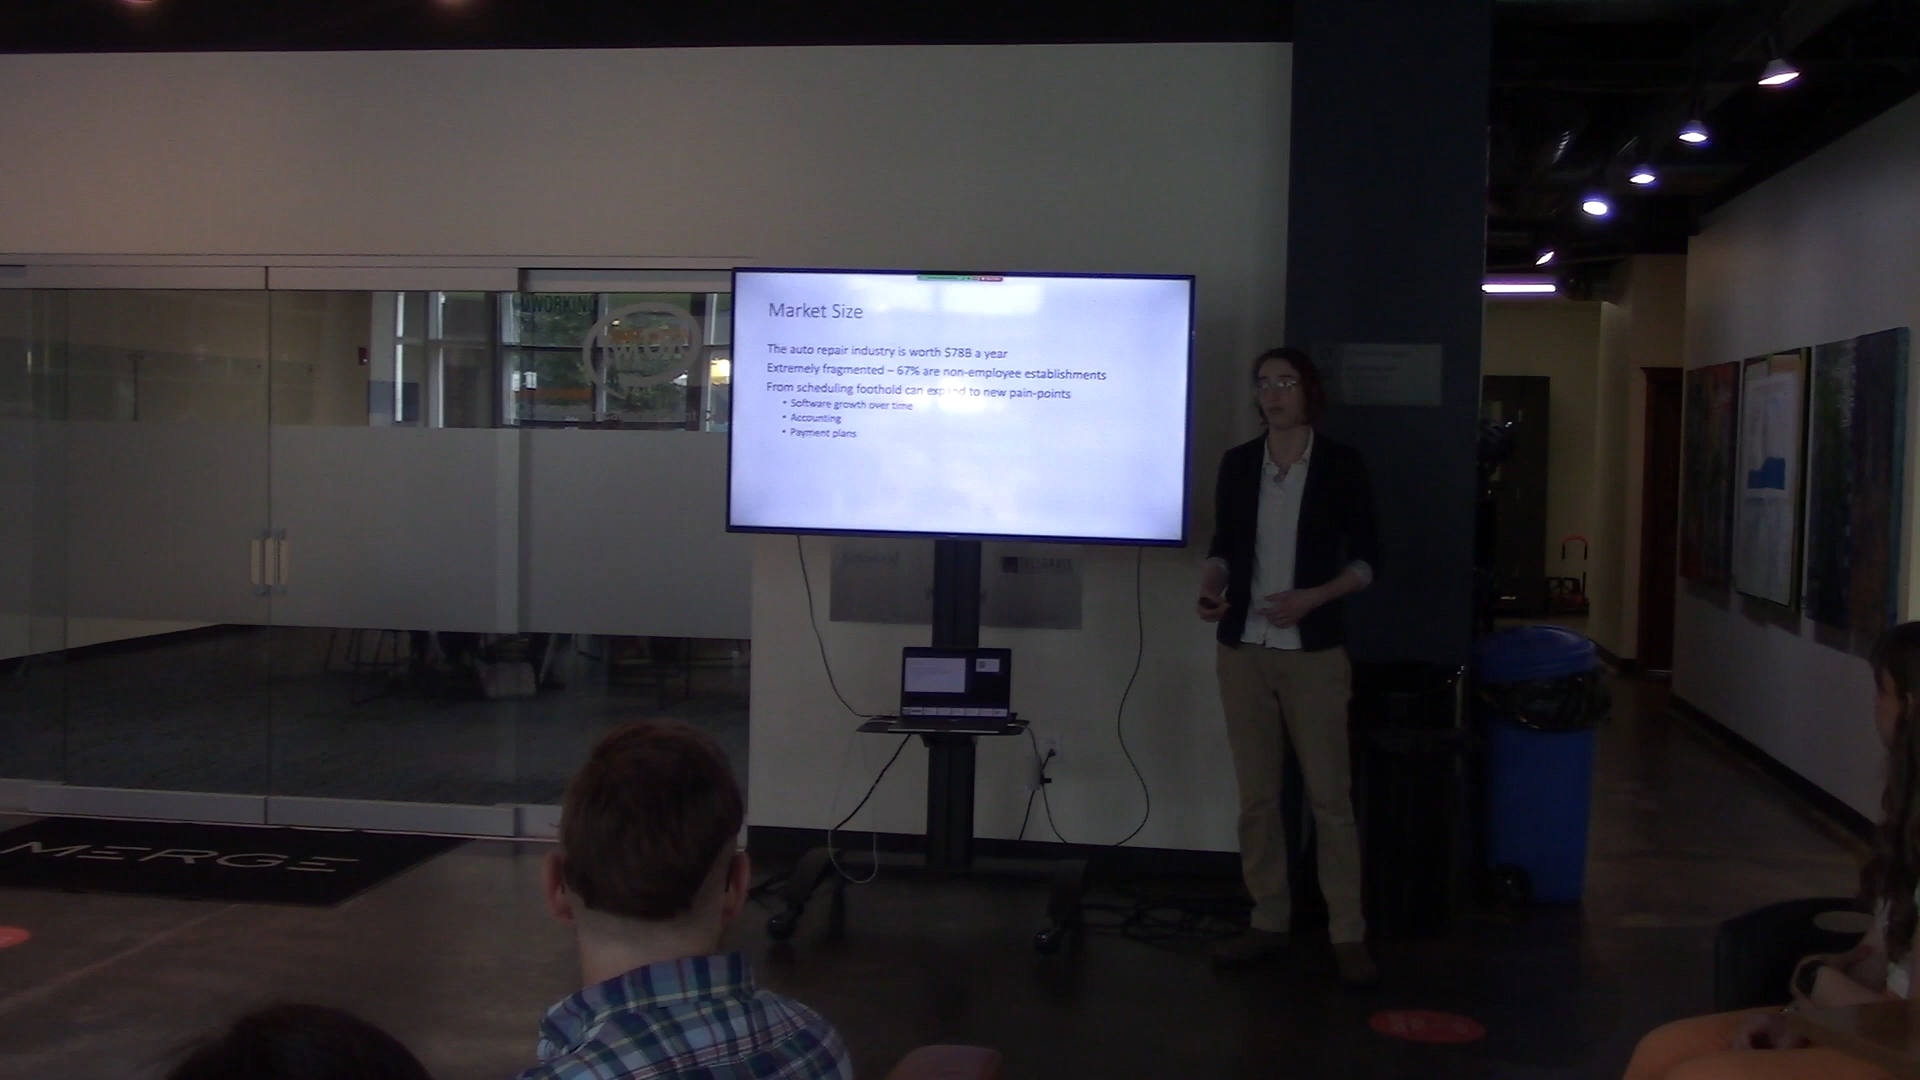 OWORKING
Market Size
The auto repair industry is worth $78B a year
Extremely fragmented – 67% are non-employee establishments
From scheduling foothold can expand to new pain-points
• Software growth over time
• Accounting
• Payment plans
MERGE